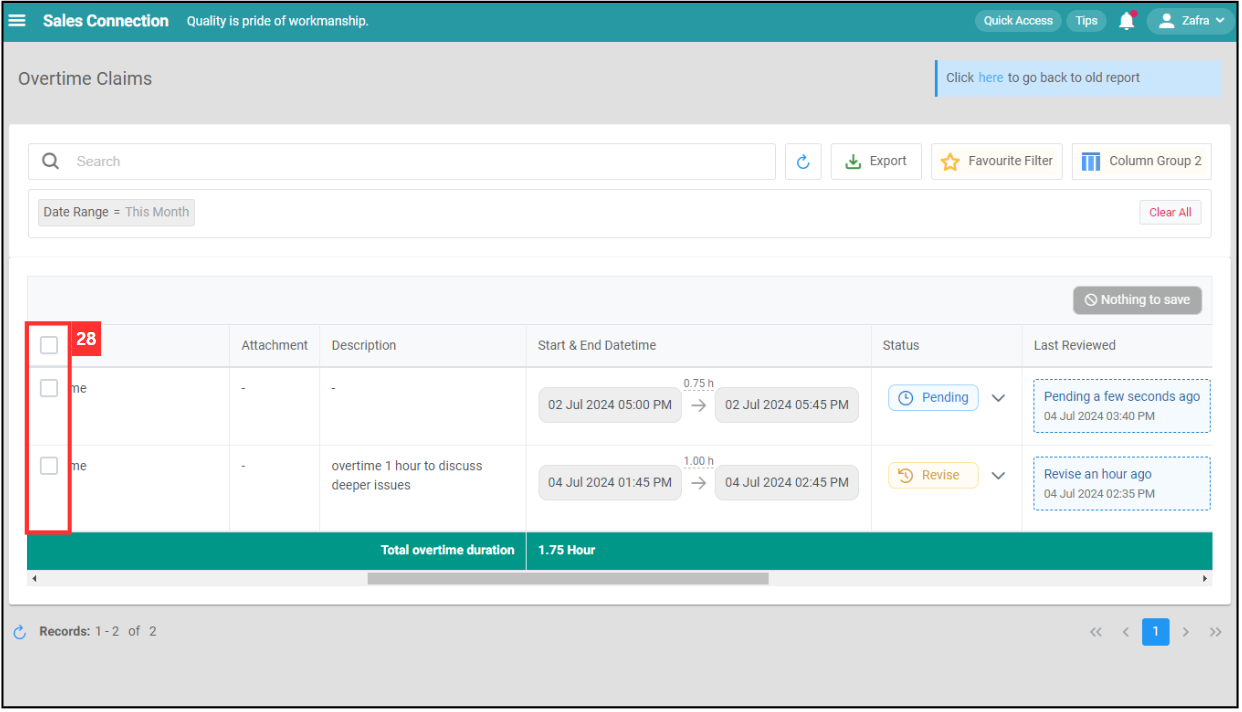 Sales Connection Quality is pride of workmanship. Quick Access Tips Zafra
Overtime Claims
Click here to go back to old report
Search Export Favourite Filter Column Group 2
Date Range = This Month Clear All
Nothing to save
28
Attachment Description Start & End Datetime Status Last Reviewed
me - - 02 Jul 2024 05:00 PM 0.75 h 02 Jul 2024 05:45 PM Pending Pending a few seconds ago
04 Jul 2024 03:40 PM
me - overtime 1 hour to discuss 04 Jul 2024 01:45 PM 1.00 h 04 Jul 2024 02:45 PM Revise Revise an hour ago
deeper issues 04 Jul 2024 02:35 PM
Total overtime duration 1.75 Hour
Records: 1 - 2 of 2 1